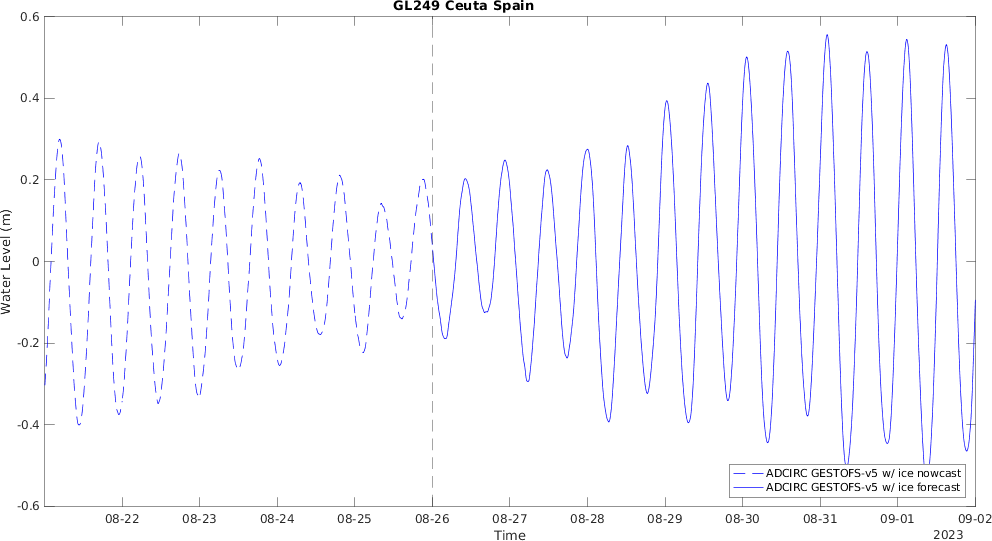 GL249 Ceuta Spain
0.6
0.4
0.2
0
-0.2
-0.4
-0.6
Water Level (m)
ADCIRC GESTOFS-v5 w/ ice nowcast
ADCIRC GESTOFS-v5 w/ ice forecast
08-22 08-23 08-24 08-25 08-26 08-27 08-28 08-29 08-30 08-31 09-01 09-02
Time
2023